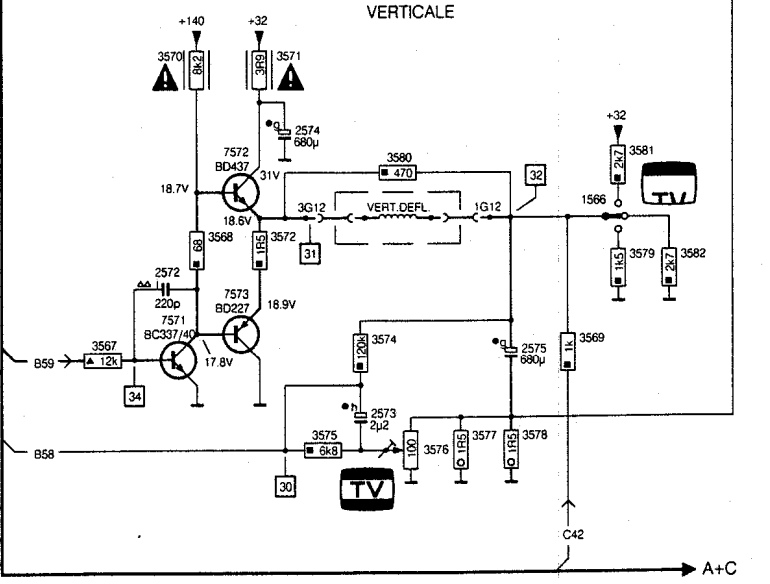 VERTICALE
+140
+32
3570
8k2
3R9
3571
2574
680μ
g
7572
BD437
31V
3580
470
32
+32
3581
2k7
TV
1566
18.7V
18.6V
3G12
VERT.DEFL.
1G12
68
3568
1R5
3572
31
1k5
3579
2k7
3582
2572
220p
7573
BD227
18.9V
7571
BC337/40
17.8V
3567
12k
B59
34
120k
3574
g
2575
680μ
1k
3569
h
2573
2μ2
3575
6k8
100
3576
1R5
3577
1R5
3578
B58
30
TV
C42
A+C